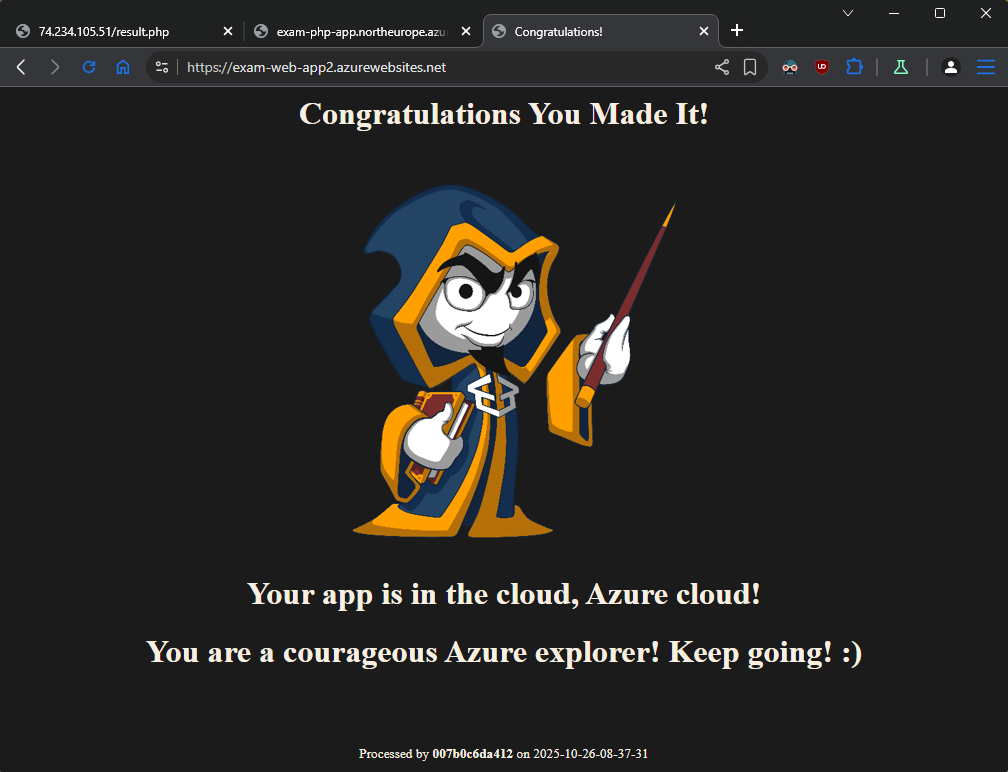 74.234.105.51/result.php
exam-php-app.northeurope.azu
Congratulations!
https://exam-web-app2.azurewebsites.net
Congratulations You Made It!
Your app is in the cloud, Azure cloud!
You are a courageous Azure explorer! Keep going! :)
Processed by 007b0c6da412 on 2025-10-26-08-37-31